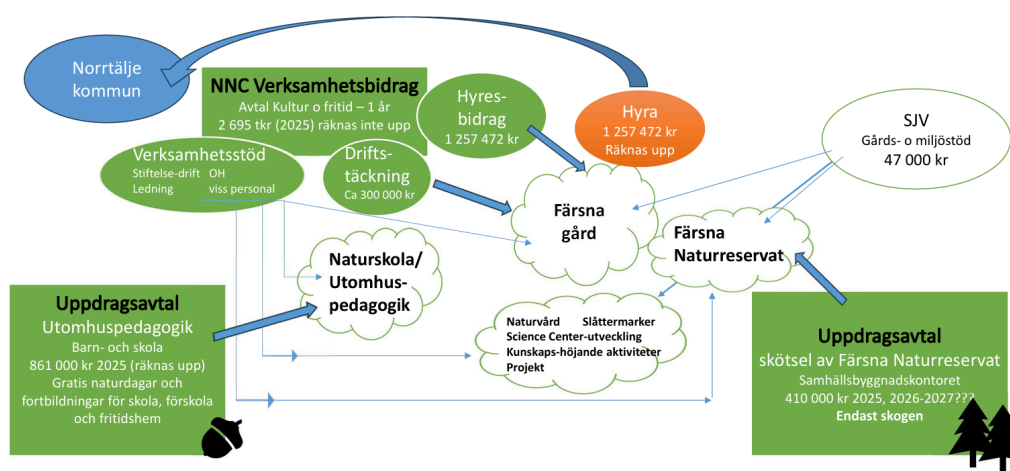 Norrtälje
kommun
NNC Verksamhetsbidrag
Avtal Kultur o fritid – 1 år
2 695 tkr (2025) räknas inte upp
Hyres-
bidrag
1 257 472 kr
Hyra
1 257 472 kr
Räknas upp
SJV
Gårds- o miljöstöd
47 000 kr
Verksamhetsstöd
Stiftelse-drift OH
Ledning viss personal
Drifts-
täckning
Ca 300 000 kr
Färsna
gård
Färsna
Naturreservat
Naturskola/
Utomhus-
pedagogik
Naturvård Slåttermarker
Science Center-utveckling
Kunskaps-höjande aktiviteter
Projekt
Uppdragsavtal
Utomhuspedagogik
Barn- och skola
861 000 kr 2025 (räknas upp)
Gratis naturdagar och
fortbildningar för skola, förskola
och fritidshem
Uppdragsavtal
skötsel av Färsna Naturreservat
Samhällsbyggnadskontoret
410 000 kr 2025, 2026-2027???
Endast skogen